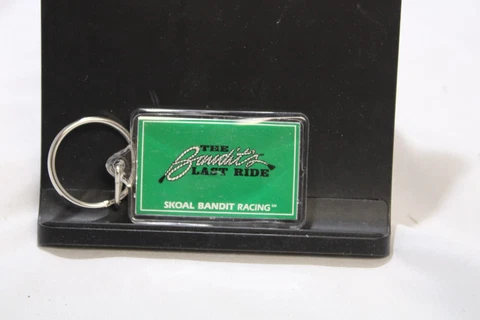 THE
Bandit's
LAST RIDE
SKOAL BANDIT RACING™